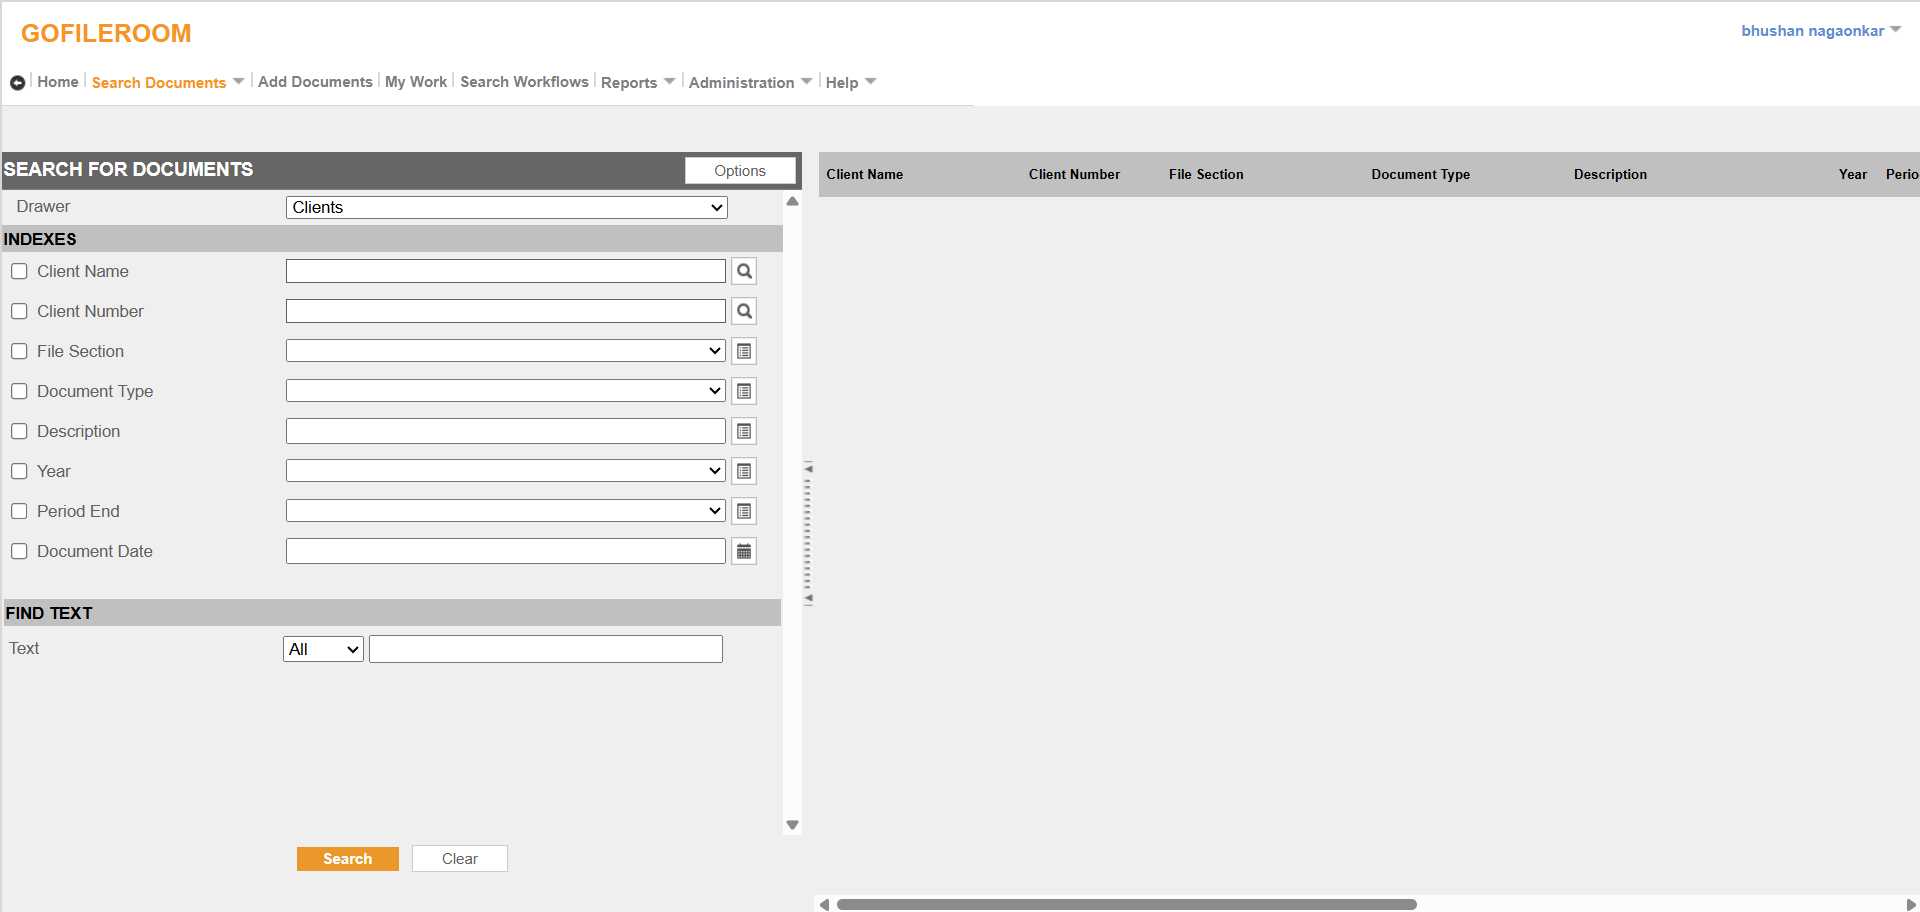 GOFILEROOM
bhushan nagaonkar
Home Search Documents Add Documents My Work Search Workflows Reports Administration Help
SEARCH FOR DOCUMENTS Options
Client Name Client Number File Section Document Type Description Year Perio
Drawer Clients
INDEXES
Client Name
Client Number
File Section
Document Type
Description
Year
Period End
Document Date
FIND TEXT
Text All
Search Clear